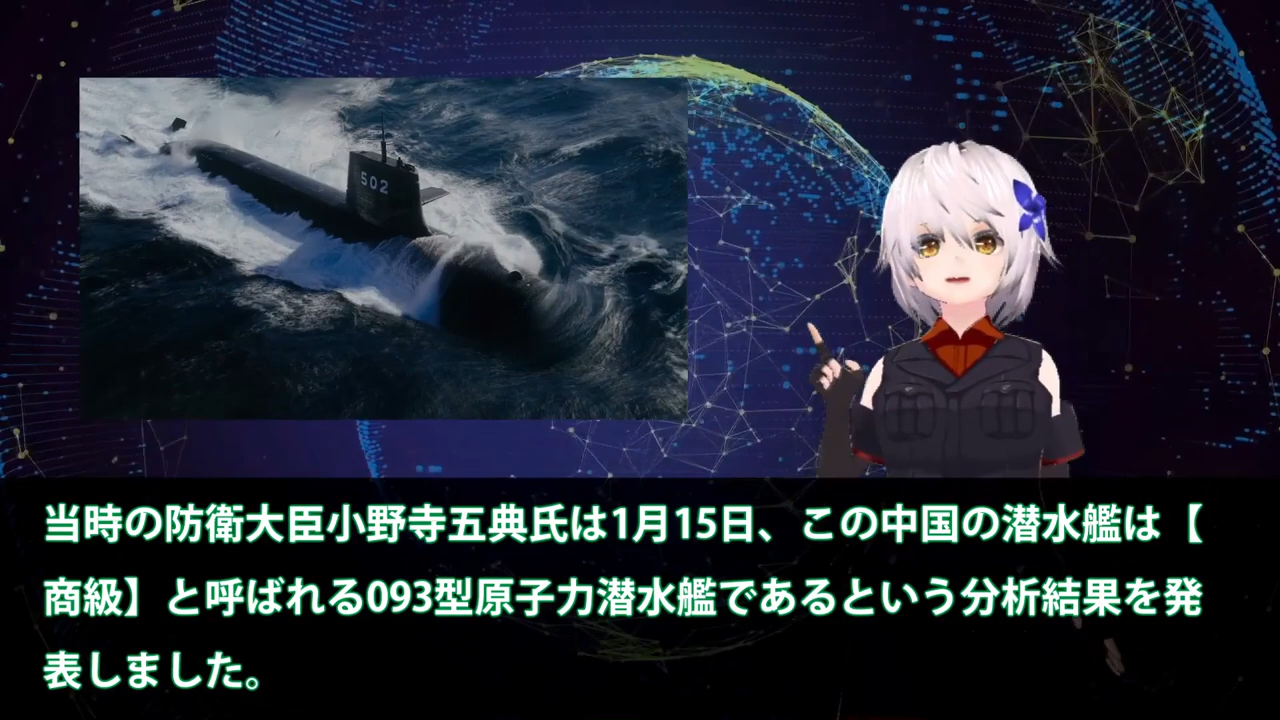 502
当時の防衛大臣小野寺五典氏は1月15日、この中国の潜水艦は【
商級】と呼ばれる093型原子力潜水艦であるという分析結果を発
表しました。